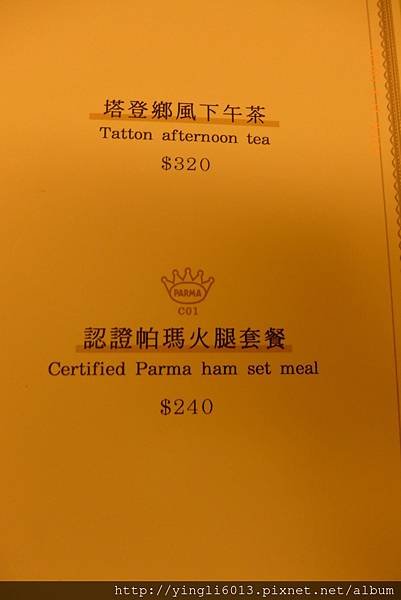 塔登鄉風下午茶
Tatton afternoon tea
$320
PARMA
C01
認證帕瑪火腿套餐
Certified Parma ham set meal
$240
http://yingli6013.pixnet.net/album